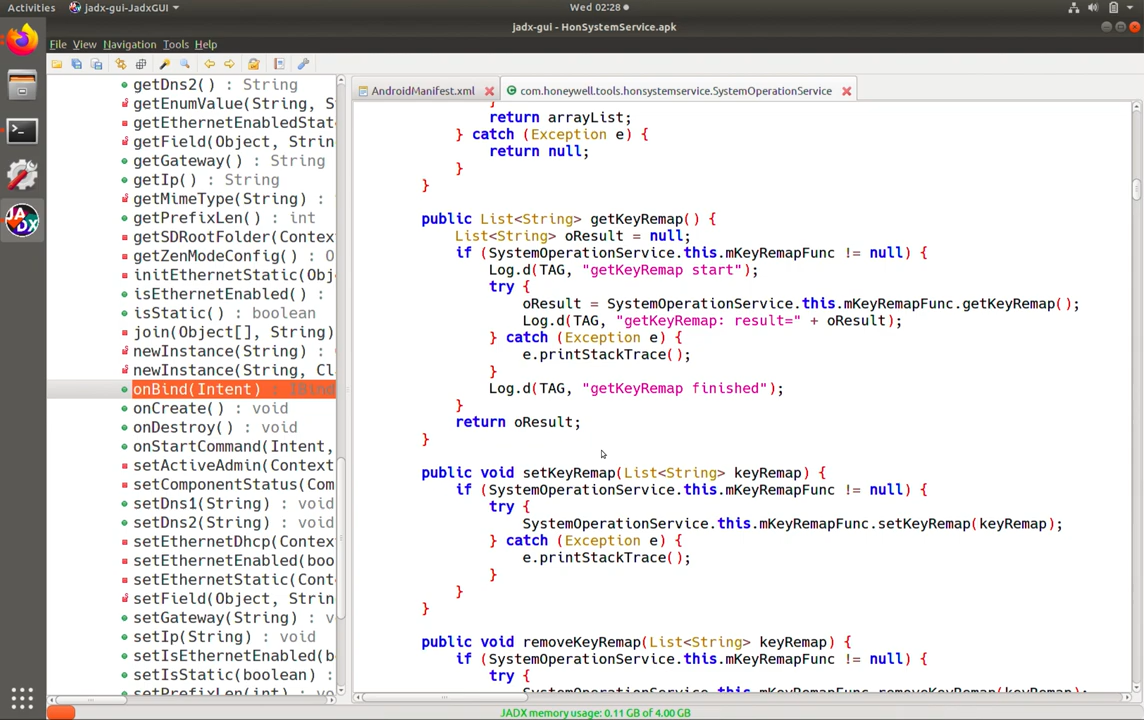 Activities jadx-gui-JadxGUI Wed 02:28
jadx-gui - HonSystemService.apk
File View Navigation Tools Help
AndroidManifest.xml com.honeywell.tools.honsystemservice.SystemOperationService
getDns2() : String
getEnumValue(String, S
getEthernetEnabledStat
getField(Object, Strin
getGateway() : String
getIp() : String
getMimeType(String) :
getPrefixLen() : int
getSDRootFolder(Contex
getZenModeConfig() : O
initEthernetStatic(Obj
isEthernetEnabled() :
isStatic() : boolean
join(Object[], String)
newInstance(String) :
newInstance(String, Cl
onBind(Intent) : IBind
onCreate() : void
onDestroy() : void
onStartCommand(Intent,
setActiveAdmin(Context
setComponentStatus(Com
setDns1(String) : void
setDns2(String) : void
setEthernetDhcp(Contex
setEthernetEnabled(boo
setEthernetStatic(Cont
setField(Object, Strin
setGateway(String) : v
setIp(String) : void
setIsEthernetEnabled(b
setIsStatic(boolean) :
setPrefixLen(int) : vo
}
return arrayList;
} catch (Exception e) {
return null;
}
}
public List<String> getKeyRemap() {
List<String> oResult = null;
if (SystemOperationService.this.mKeyRemapFunc != null) {
Log.d(TAG, "getKeyRemap start");
try {
oResult = SystemOperationService.this.mKeyRemapFunc.getKeyRemap();
Log.d(TAG, "getKeyRemap: result=" + oResult);
} catch (Exception e) {
e.printStackTrace();
}
Log.d(TAG, "getKeyRemap finished");
}
return oResult;
}
public void setKeyRemap(List<String> keyRemap) {
if (SystemOperationService.this.mKeyRemapFunc != null) {
try {
SystemOperationService.this.mKeyRemapFunc.setKeyRemap(keyRemap);
} catch (Exception e) {
e.printStackTrace();
}
}
}
public void removeKeyRemap(List<String> keyRemap) {
if (SystemOperationService.this.mKeyRemapFunc != null) {
try {
SystemOperationService.this.mKeyRemapFunc.removeKeyRemap(keyRemap);
JADX memory usage: 0.11 GB of 4.00 GB